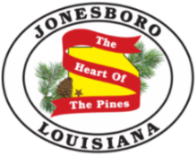 JONESBORO
The
Heart Of
The Pines
LOUISIANA